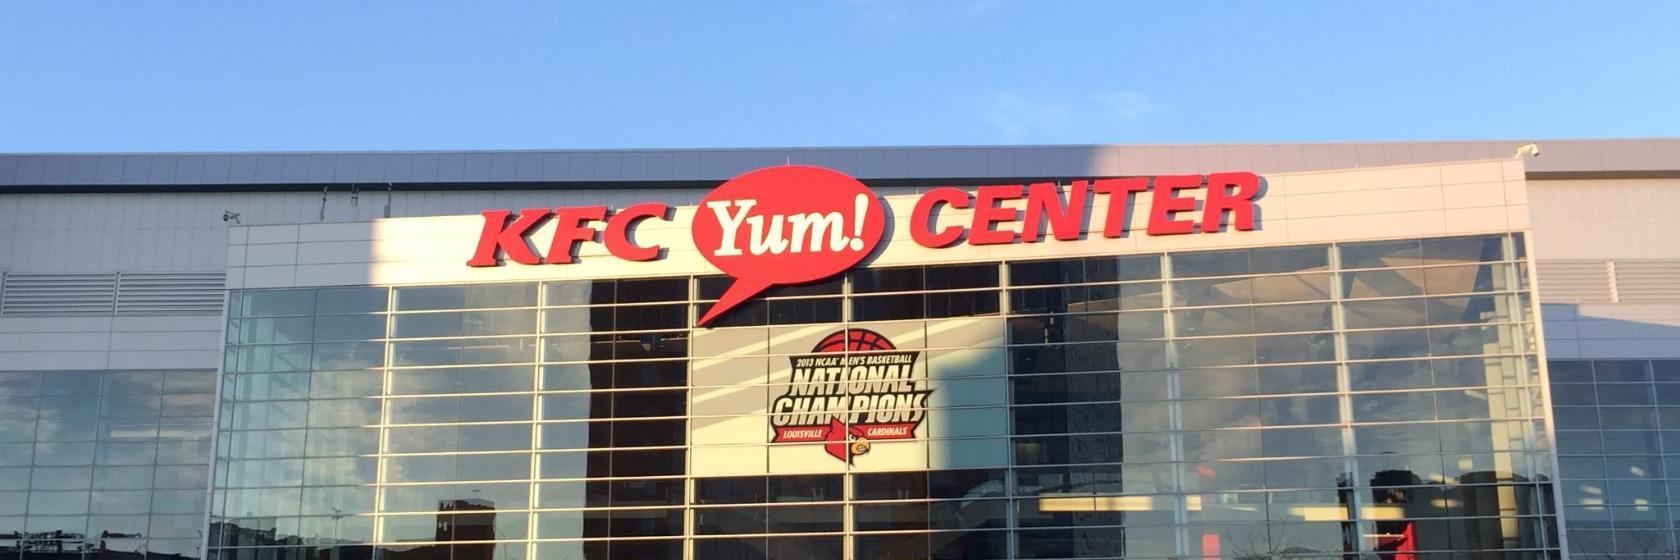 KFC Yum! CENTER
2013 NCAA MEN'S BASKETBALL
NATIONAL
CHAMPIONS
LOUISVILLE CARDINALS